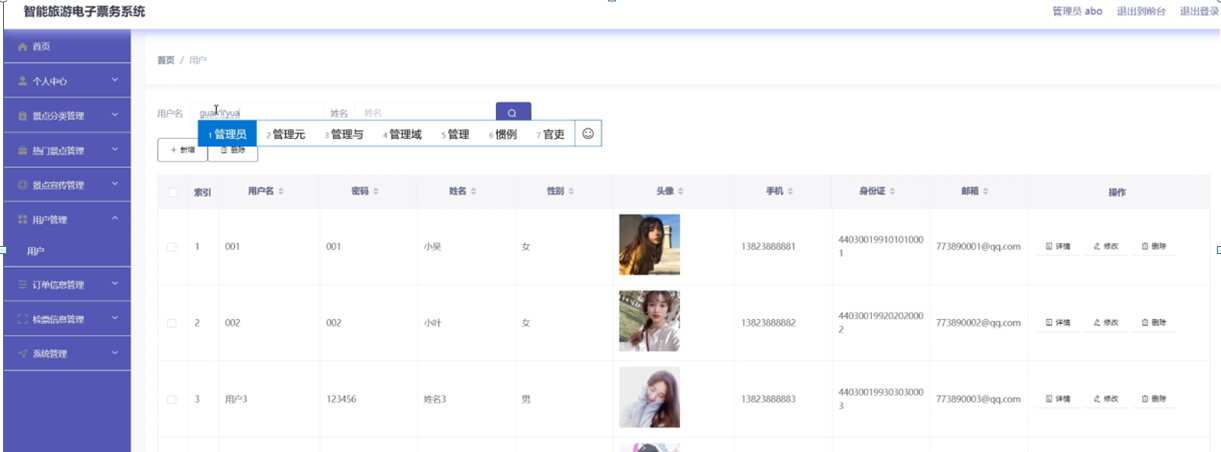 智能旅游电子票务系统
管理员 abo 退出到前台 退出登录
首页
个人中心
景点分类管理
热门景点管理
景点宣传管理
用户管理
用户
订单信息管理
检票信息管理
系统管理
首页 / 用户
用户名 guan'li'yua 姓名 姓名
1 管理员 2 管理元 3 管理与 4 管理域 5 管理 6 惯例 7 官吏
+ 新增 删除
索引 用户名 密码 姓名 性别 头像 手机 身份证 邮箱 操作
1 001 001 小吴 女 13823888881 44030019910101000 773890001@qq.com 详情 修改 删除
1
2 002 002 小叶 女 13823888882 44030019920202000 773890002@qq.com 详情 修改 删除
2
3 用户3 123456 姓名3 男 13823888883 44030019930303000 773890003@qq.com 详情 修改 删除
3